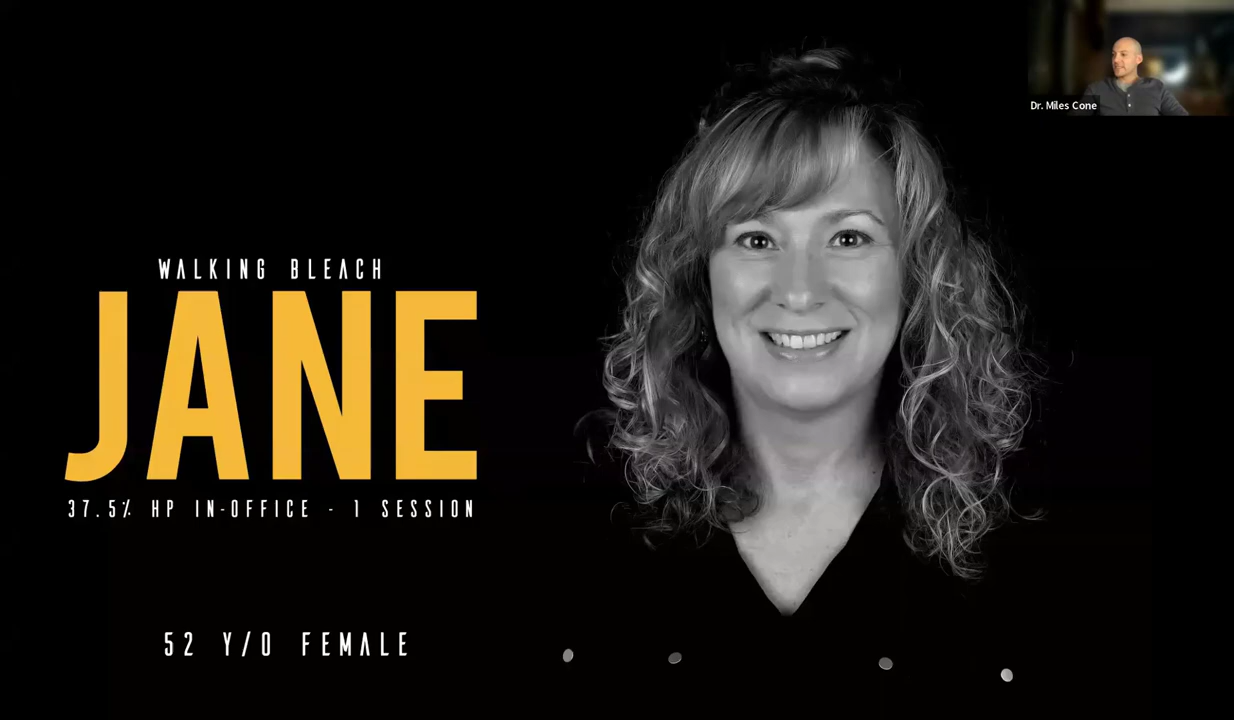 Dr. Miles Cone
WALKING BLEACH
JANE
37.5% HP IN-OFFICE - 1 SESSION
52 Y/O FEMALE